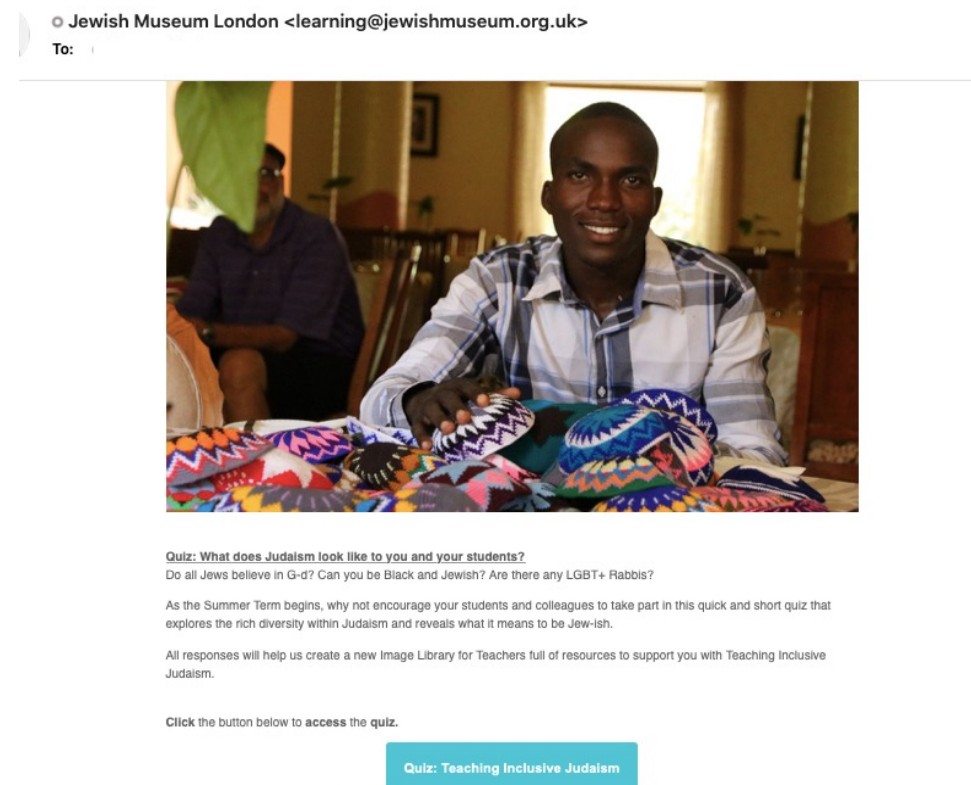 Jewish Museum London <learning@jewishmuseum.org.uk>
To:
Quiz: What does Judaism look like to you and your students?
Do all Jews believe in G-d? Can you be Black and Jewish? Are there any LGBT+ Rabbis?
As the Summer Term begins, why not encourage your students and colleagues to take part in this quick and short quiz that
explores the rich diversity within Judaism and reveals what it means to be Jew-ish.
All responses will help us create a new Image Library for Teachers full of resources to support you with Teaching Inclusive
Judaism.
Click the button below to access the quiz.
Quiz: Teaching Inclusive Judaism